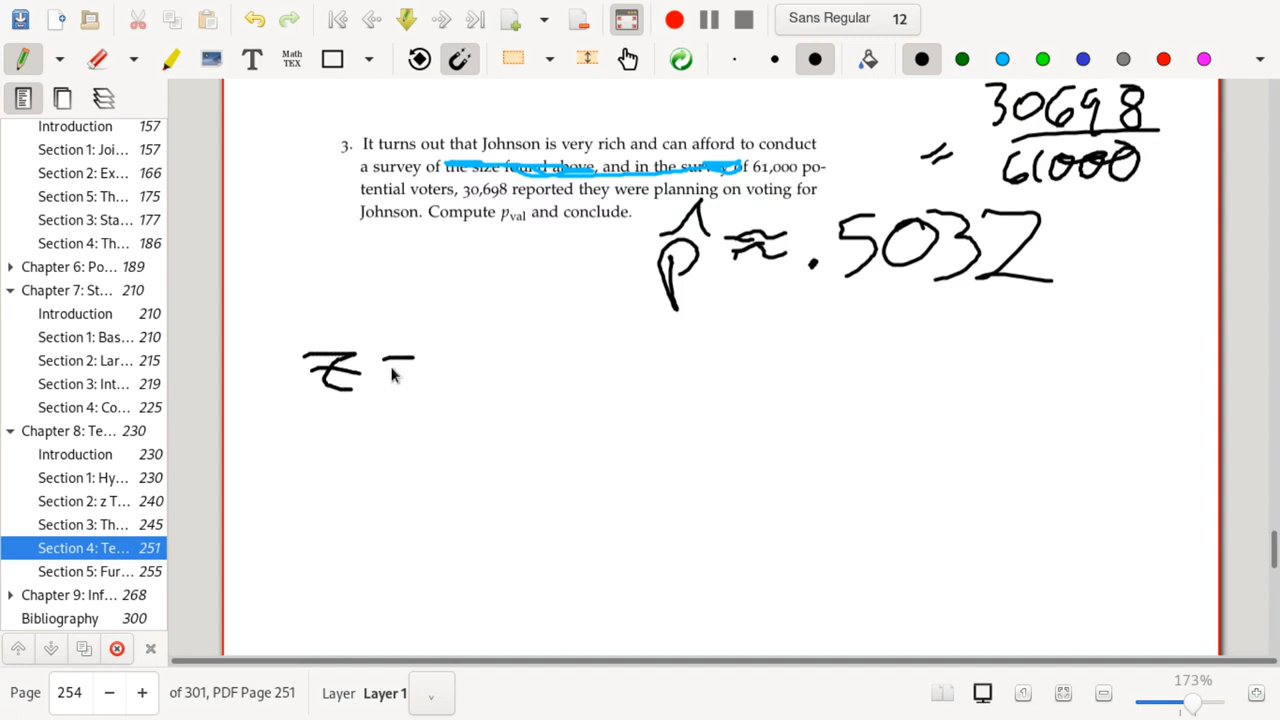 Sans Regular 12
Math
TEX
Introduction 157
Section 1: Joi... 157
Section 2: Ex... 166
Section 5: Th... 175
Section 3: Sta... 177
Section 4: Th... 186
Chapter 6: Po... 189
Chapter 7: St... 210
Introduction 210
Section 1: Bas... 210
Section 2: Lar... 215
Section 3: Int... 219
Section 4: Co... 225
Chapter 8: Te... 230
Introduction 230
Section 1: Hy... 230
Section 2: z T... 240
Section 3: Th... 245
Section 4: Te... 251
Section 5: Fur... 255
Chapter 9: Inf... 268
Bibliography 300
30698
= 61000
3. It turns out that Johnson is very rich and can afford to conduct
a survey of the size found above, and in the survey of 61,000 po-
tential voters, 30,698 reported they were planning on voting for
Johnson. Compute pval and conclude.
p̂ ≈ .5032
z -
Page 254 of 301, PDF Page 251 Layer Layer 1 173%